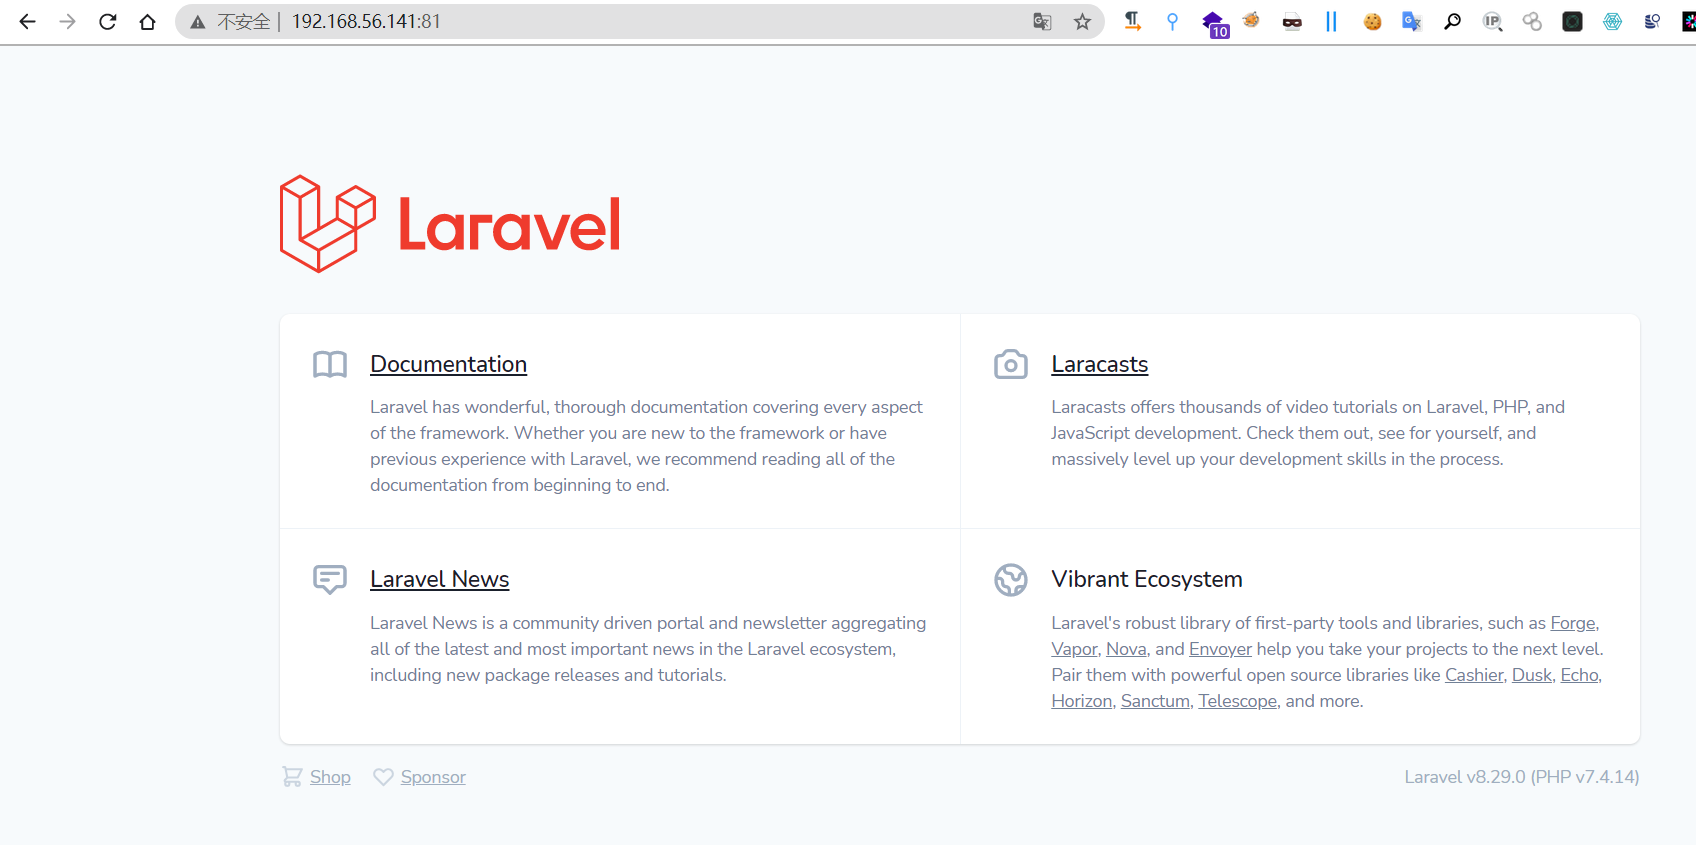 不安全 | 192.168.56.141:81
10
IP
Laravel
Documentation
Laravel has wonderful, thorough documentation covering every aspect
of the framework. Whether you are new to the framework or have
previous experience with Laravel, we recommend reading all of the
documentation from beginning to end.
Laracasts
Laracasts offers thousands of video tutorials on Laravel, PHP, and
JavaScript development. Check them out, see for yourself, and
massively level up your development skills in the process.
Laravel News
Laravel News is a community driven portal and newsletter aggregating
all of the latest and most important news in the Laravel ecosystem,
including new package releases and tutorials.
Vibrant Ecosystem
Laravel's robust library of first-party tools and libraries, such as Forge,
Vapor, Nova, and Envoyer help you take your projects to the next level.
Pair them with powerful open source libraries like Cashier, Dusk, Echo,
Horizon, Sanctum, Telescope, and more.
Shop
Sponsor
Laravel v8.29.0 (PHP v7.4.14)